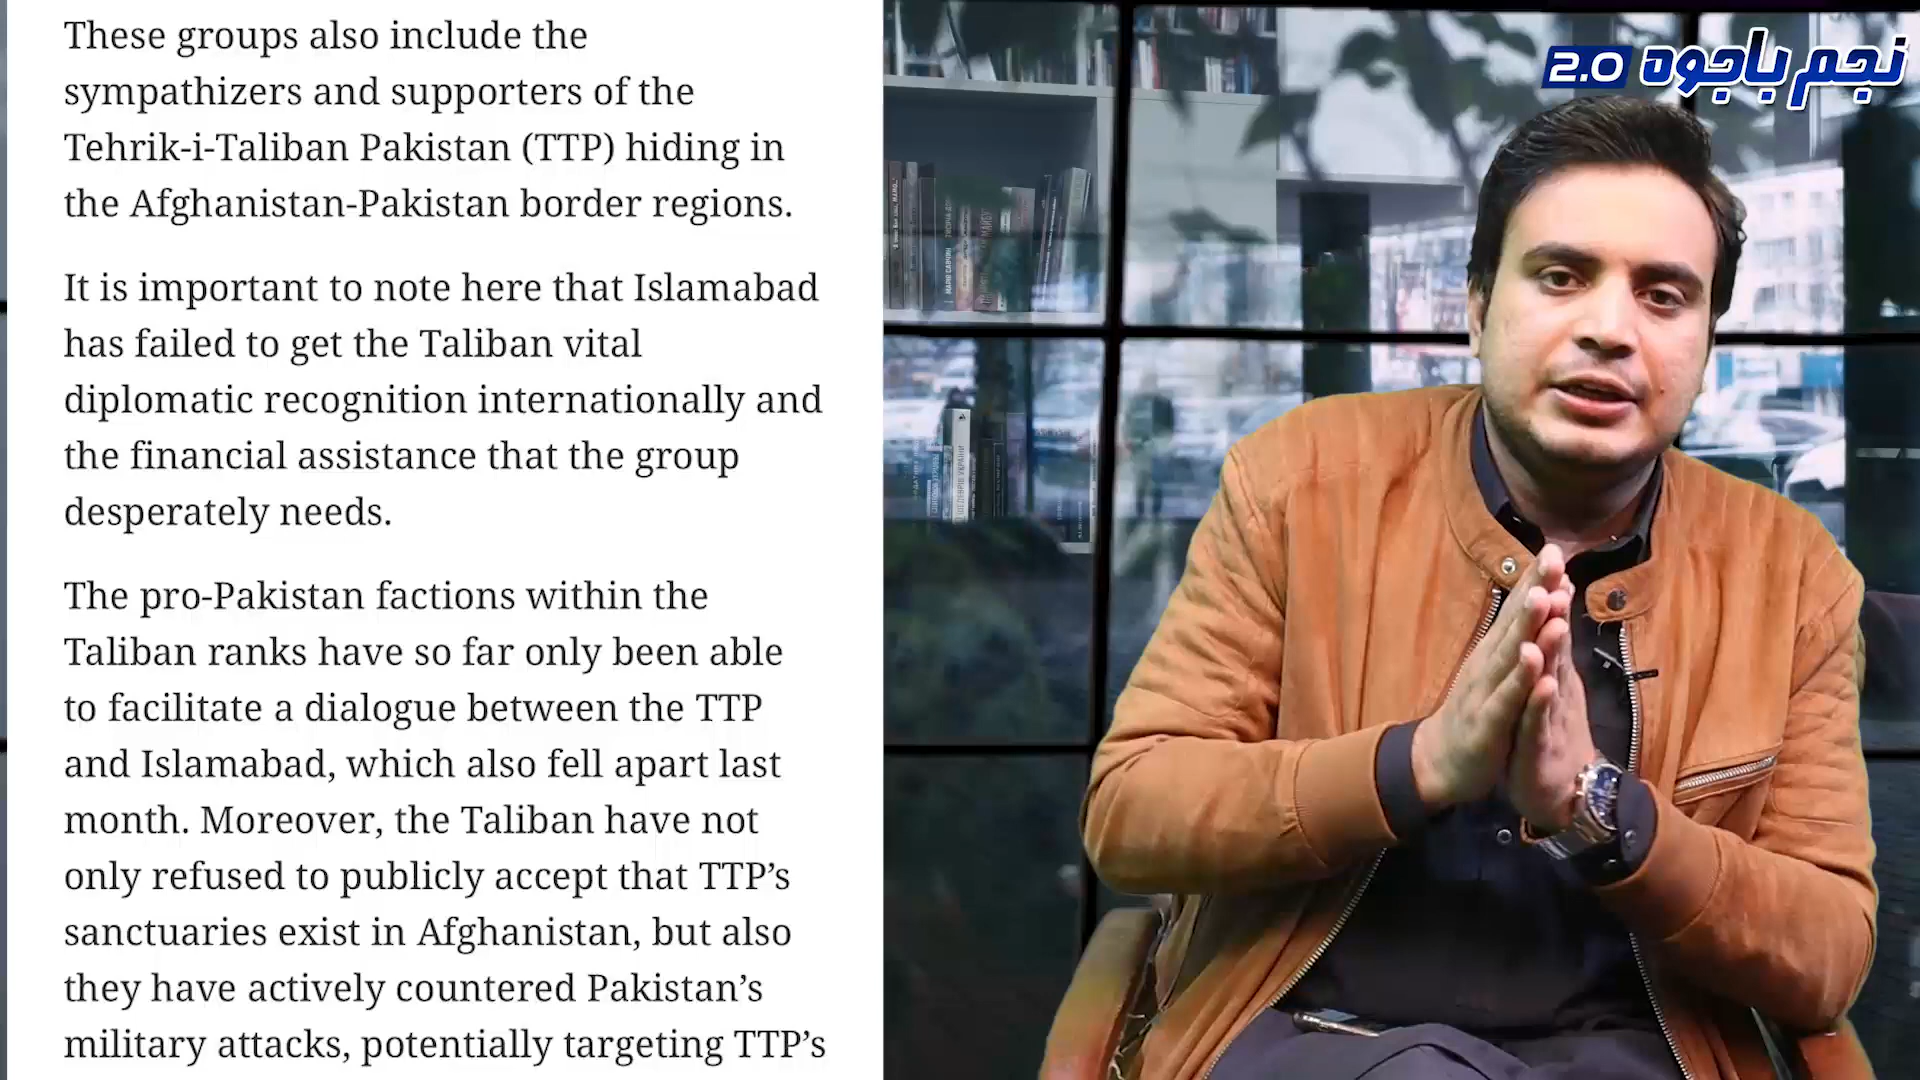 These groups also include the
sympathizers and supporters of the
Tehrik-i-Taliban Pakistan (TTP) hiding in
the Afghanistan-Pakistan border regions.
It is important to note here that Islamabad
has failed to get the Taliban vital
diplomatic recognition internationally and
the financial assistance that the group
desperately needs.
The pro-Pakistan factions within the
Taliban ranks have so far only been able
to facilitate a dialogue between the TTP
and Islamabad, which also fell apart last
month. Moreover, the Taliban have not
only refused to publicly accept that TTP’s
sanctuaries exist in Afghanistan, but also
they have actively countered Pakistan’s
military attacks, potentially targeting TTP’s
نجم باجوه 2.0